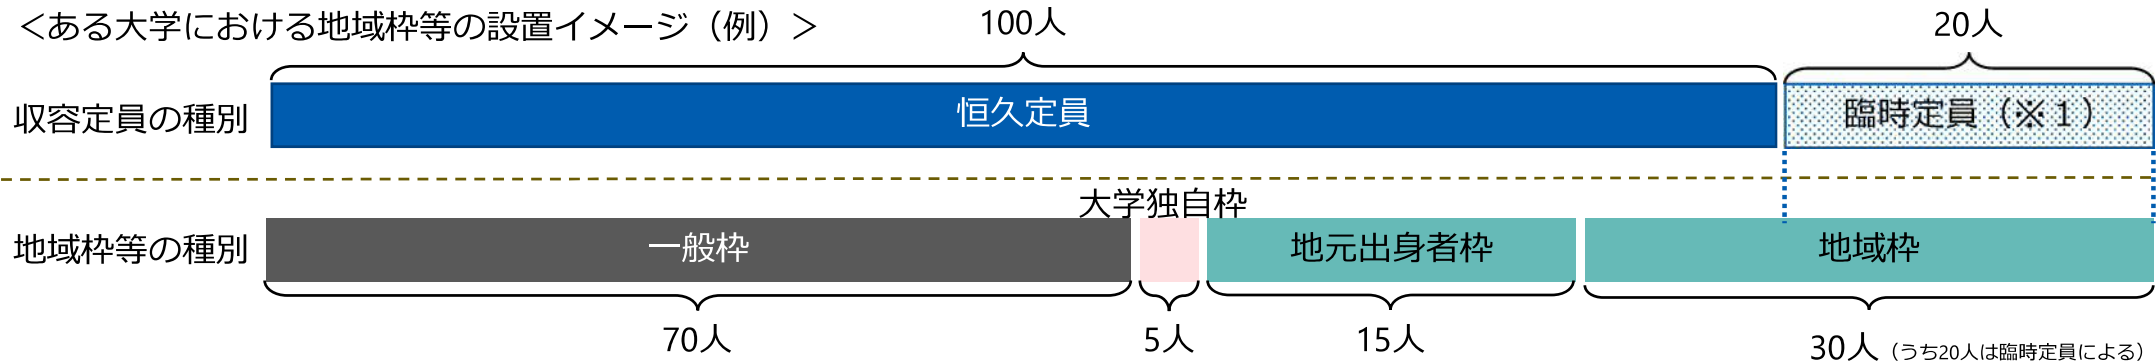 ＜ある大学における地域枠等の設置イメージ（例）＞
100人
20人
収容定員の種別
恒久定員
臨時定員（※１）
大学独自枠
地域枠等の種別
一般枠
地元出身者枠
地域枠
70人
5人
15人
30人（うち20人は臨時定員による）